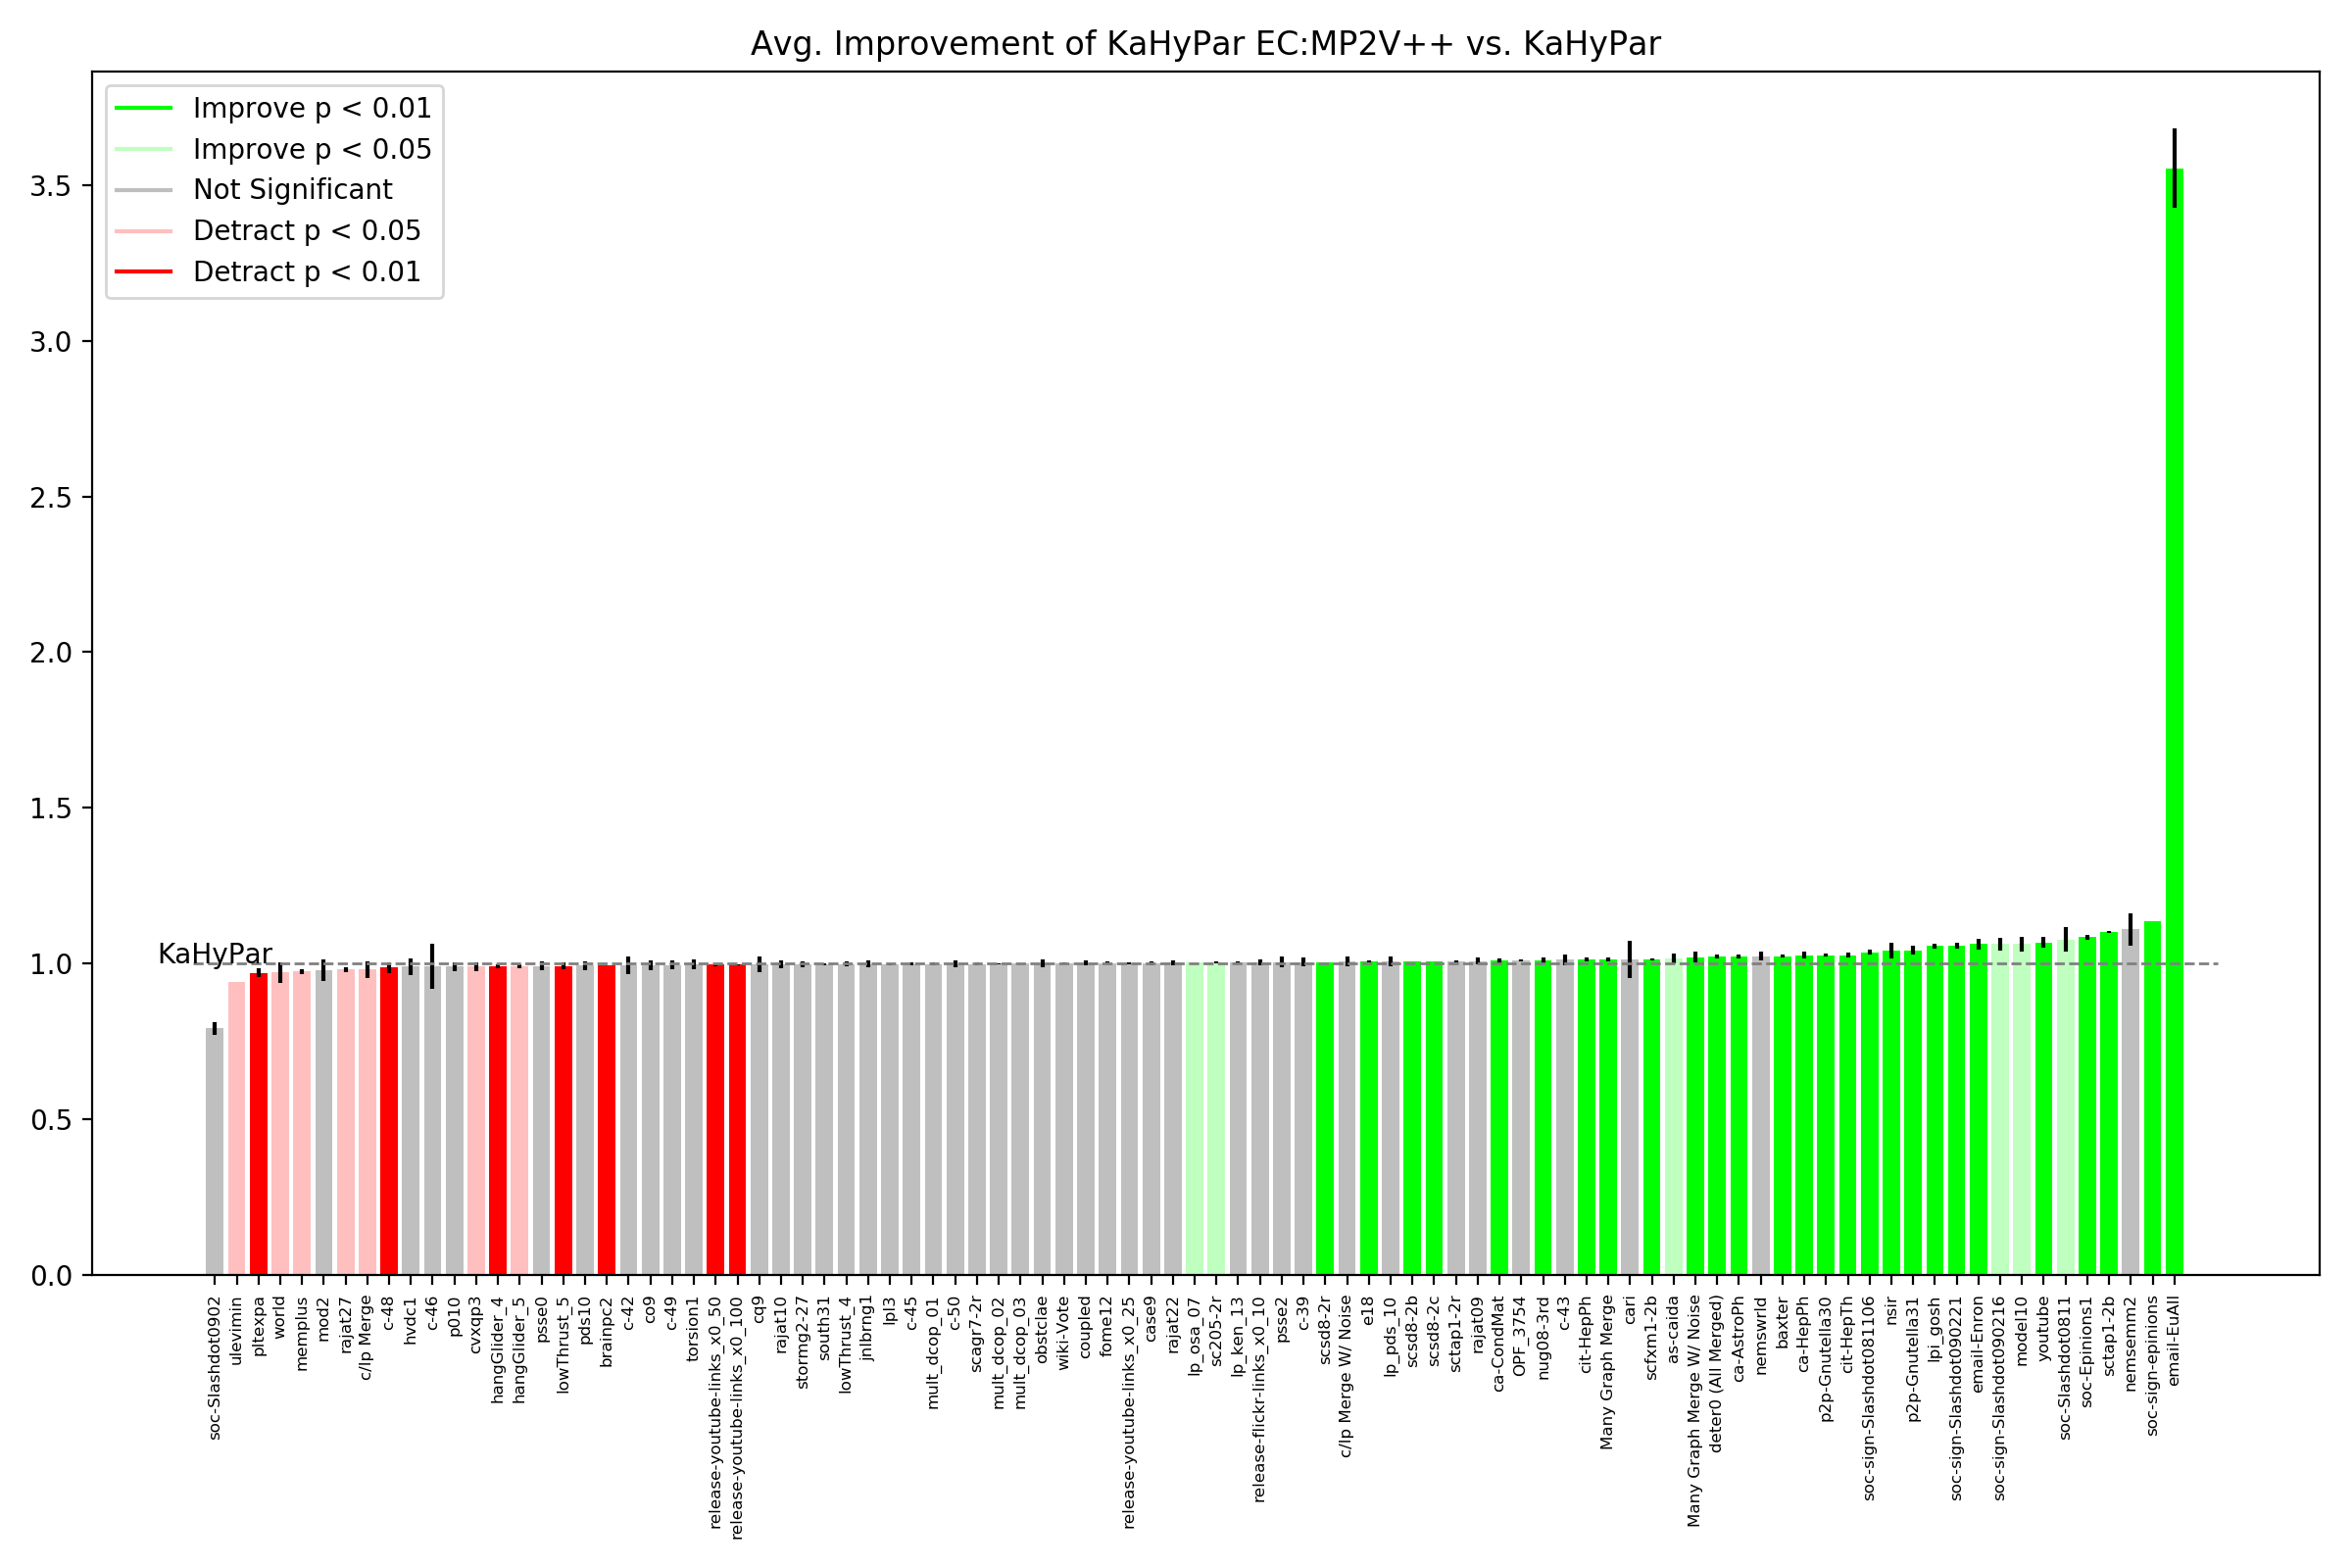 Avg. Improvement of KaHyPar EC:MP2V++ vs. KaHyPar
Improve p < 0.01
Improve p < 0.05
Not Significant
Detract p < 0.05
Detract p < 0.01
3.5
3.0
2.5
2.0
1.5
1.0
0.5
0.0
KaHyPar
soc-Slashdot0902
ulevimin
pltexpa
world
memplus
mod2
rajat27
c/lp Merge
c-48
hvdc1
c-46
p010
cvxqp3
hangGlider_4
hangGlider_5
psse0
lowThrust_5
pds10
brainpc2
c-42
co9
c-49
torsion1
release-youtube-links_x0_50
release-youtube-links_x0_100
cq9
rajat10
stormg2-27
south31
lowThrust_4
jnlbrng1
lpl3
c-45
mult_dcop_01
c-50
scagr7-2r
mult_dcop_02
mult_dcop_03
obstclae
wiki-Vote
coupled
fome12
release-youtube-links_x0_25
case9
rajat22
lp_osa_07
sc205-2r
lp_ken_13
release-flickr-links_x0_10
psse2
c-39
scsd8-2r
c/lp Merge W/ Noise
e18
lp_pds_10
scsd8-2b
scsd8-2c
sctap1-2r
rajat09
ca-CondMat
OPF_3754
nug08-3rd
c-43
cit-HepPh
Many Graph Merge
cari
scfxm1-2b
as-caida
Many Graph Merge W/ Noise
deter0 (All Merged)
ca-AstroPh
nemswrld
baxter
ca-HepPh
p2p-Gnutella30
cit-HepTh
soc-sign-Slashdot081106
nsir
p2p-Gnutella31
lpi_gosh
soc-sign-Slashdot090221
email-Enron
soc-sign-Slashdot090216
model10
youtube
soc-Slashdot0811
soc-Epinions1
sctap1-2b
nemsemm2
soc-sign-epinions
email-EuAll